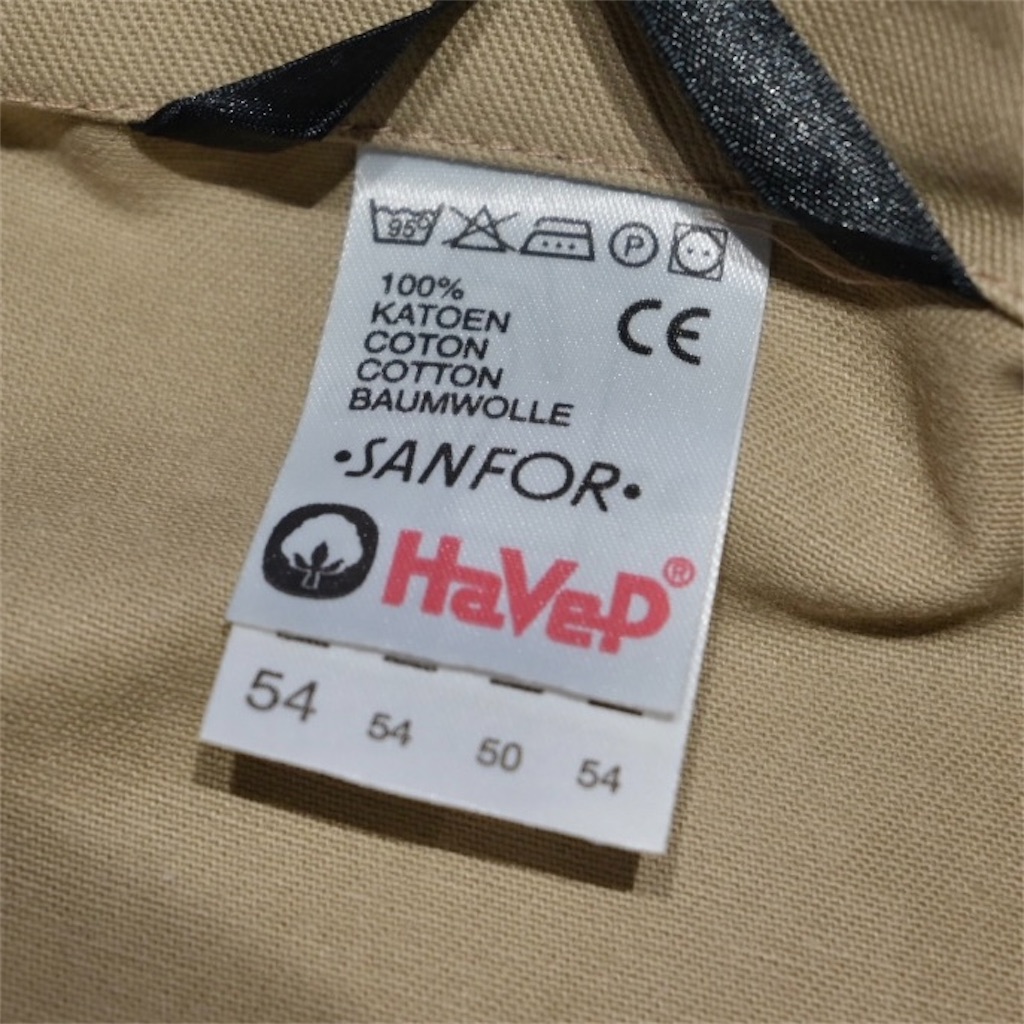 95°
P
100%
KATOEN
COTON
COTTON
BAUMWOLLE
CE
·SANFOR·
HaVeP®
54 54 50 54